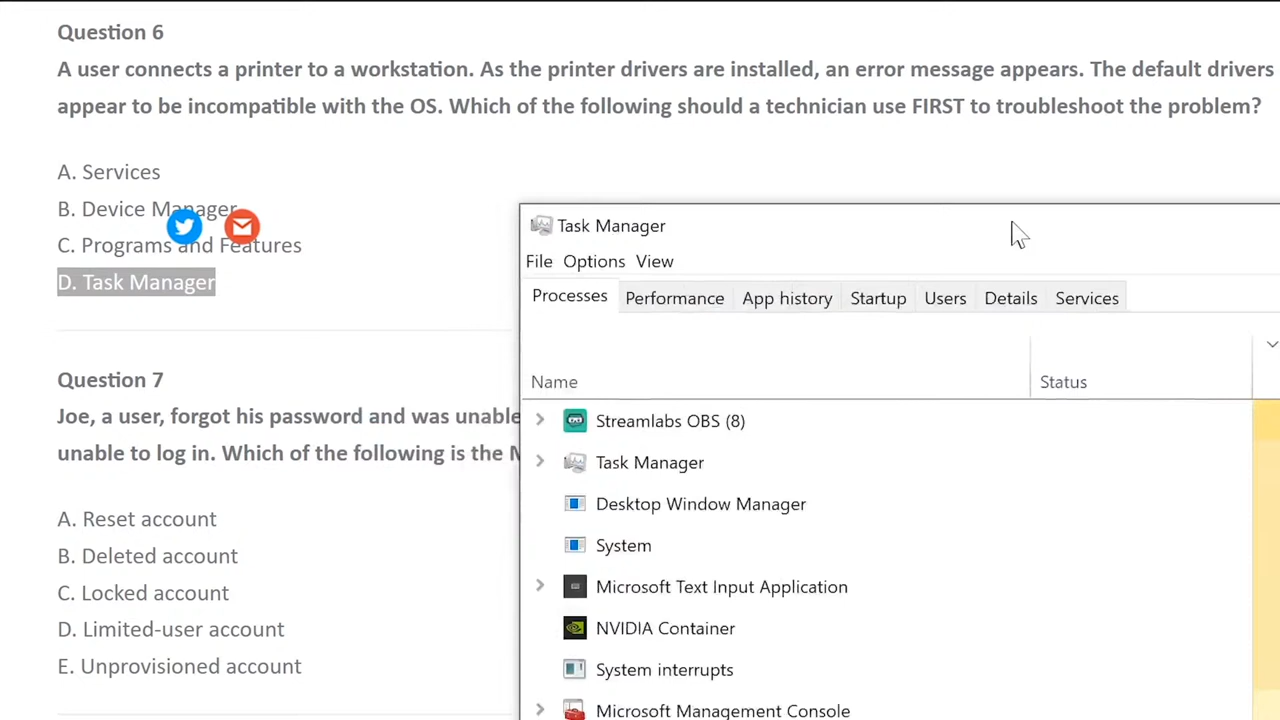 Question 6
A user connects a printer to a workstation. As the printer drivers are installed, an error message appears. The default drivers
appear to be incompatible with the OS. Which of the following should a technician use FIRST to troubleshoot the problem?
A. Services
B. Device Manager
C. Programs and Features
D. Task Manager
Question 7
Joe, a user, forgot his password and was unable
unable to log in. Which of the following is the
A. Reset account
B. Deleted account
C. Locked account
D. Limited-user account
E. Unprovisioned account
Task Manager
File Options View
Processes Performance App history Startup Users Details Services
Name Status
Streamlabs OBS (8)
Task Manager
Desktop Window Manager
System
Microsoft Text Input Application
NVIDIA Container
System interrupts
Microsoft Management Console